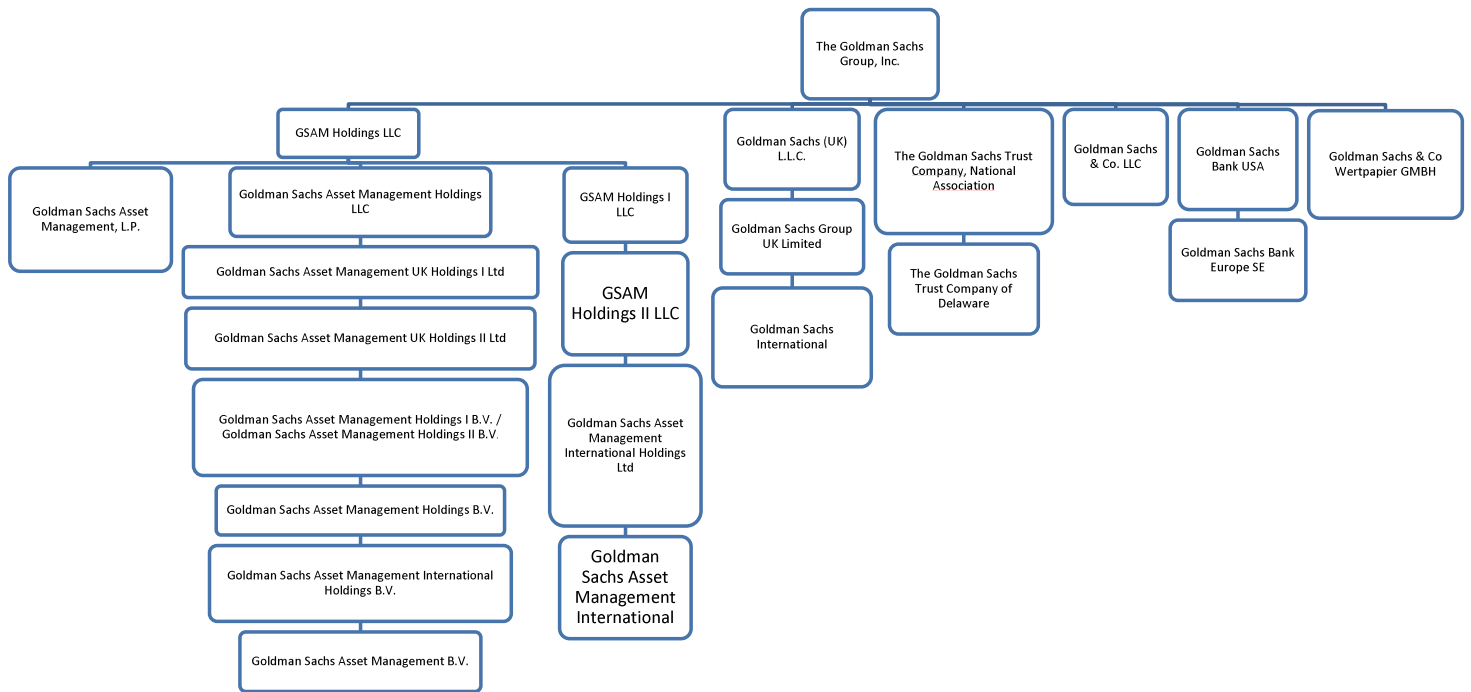 The Goldman Sachs
Group, Inc.
GSAM Holdings LLC
Goldman Sachs Asset
Management, L.P.
Goldman Sachs Asset Management Holdings
LLC
Goldman Sachs Asset Management UK Holdings I Ltd
Goldman Sachs Asset Management UK Holdings II Ltd
Goldman Sachs Asset Management Holdings I B.V. /
Goldman Sachs Asset Management Holdings II B.V.
Goldman Sachs Asset Management Holdings B.V.
Goldman Sachs Asset Management International
Holdings B.V.
Goldman Sachs Asset Management B.V.
GSAM Holdings I
LLC
GSAM
Holdings II LLC
Goldman Sachs Asset
Management
International Holdings
Ltd
Goldman
Sachs Asset
Management
International
Goldman Sachs (UK)
L.L.C.
Goldman Sachs Group
UK Limited
Goldman Sachs
International
The Goldman Sachs Trust
Company, National
Association
The Goldman Sachs
Trust Company of
Delaware
Goldman Sachs
& Co. LLC
Goldman Sachs
Bank USA
Goldman Sachs Bank
Europe SE
Goldman Sachs & Co
Wertpapier GMBH